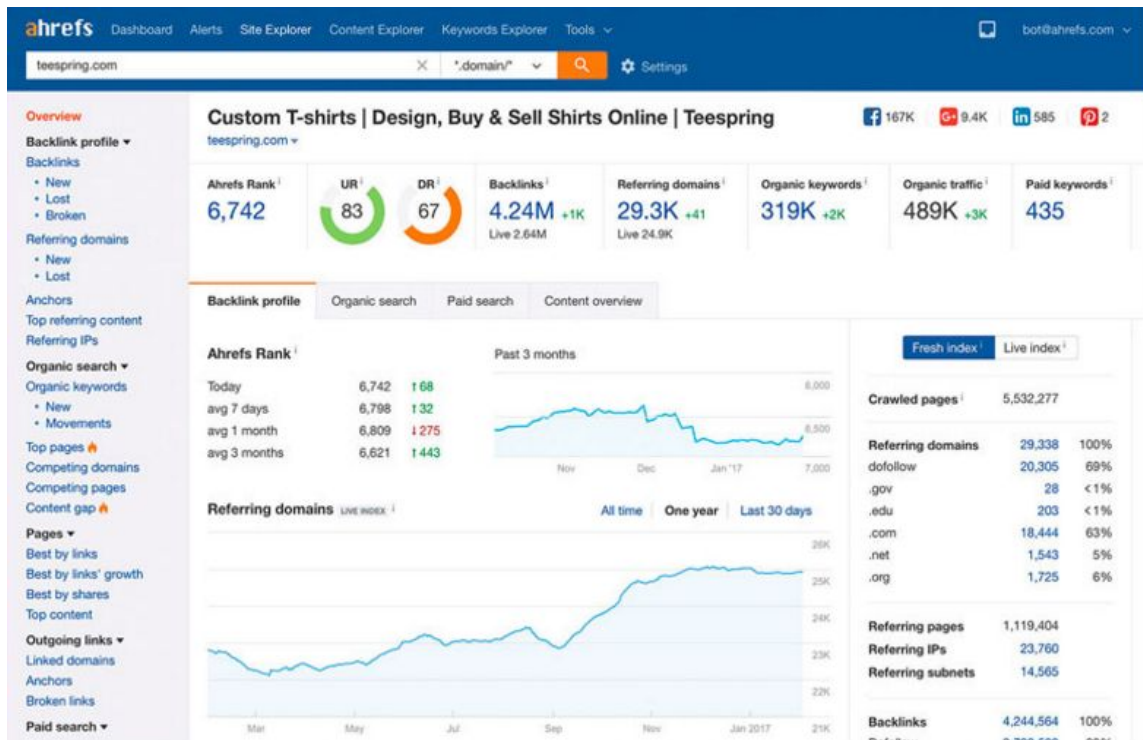 ahrefs Dashboard Alerts Site Explorer Content Explorer Keywords Explorer Tools bot@ahrefs.com
teespring.com *.domain/* Settings
Overview
Backlink profile
Backlinks
• New
• Lost
• Broken
Referring domains
• New
• Lost
Anchors
Top referring content
Referring IPs
Organic search
Organic keywords
• New
• Movements
Top pages
Competing domains
Competing pages
Content gap
Pages
Best by links
Best by links' growth
Best by shares
Top content
Outgoing links
Linked domains
Anchors
Broken links
Paid search
Custom T-shirts | Design, Buy & Sell Shirts Online | Teespring
teespring.com
167K G+ 9.4K in 585 2
Ahrefs Rank
6,742
UR
83
DR
67
Backlinks
4.24M +1K
Live 2.64M
Referring domains
29.3K +41
Live 24.9K
Organic keywords
319K +2K
Organic traffic
489K +3K
Paid keywords
435
Backlink profile Organic search Paid search Content overview
Ahrefs Rank
Today 6,742 ↑68
avg 7 days 6,798 ↑32
avg 1 month 6,809 ↓275
avg 3 months 6,621 ↑443
Past 3 months
6,000
6,500
7,000
Nov Dec Jan '17
Referring domains LIVE INDEX
All time One year Last 30 days
26K
25K
24K
23K
22K
21K
Mar May Jul Sep Nov Jan 2017
Fresh index Live index
Crawled pages 5,532,277
Referring domains 29,338 100%
dofollow 20,305 69%
.gov 28 <1%
.edu 203 <1%
.com 18,444 63%
.net 1,543 5%
.org 1,725 6%
Referring pages 1,119,404
Referring IPs 23,760
Referring subnets 14,565
Backlinks 4,244,564 100%